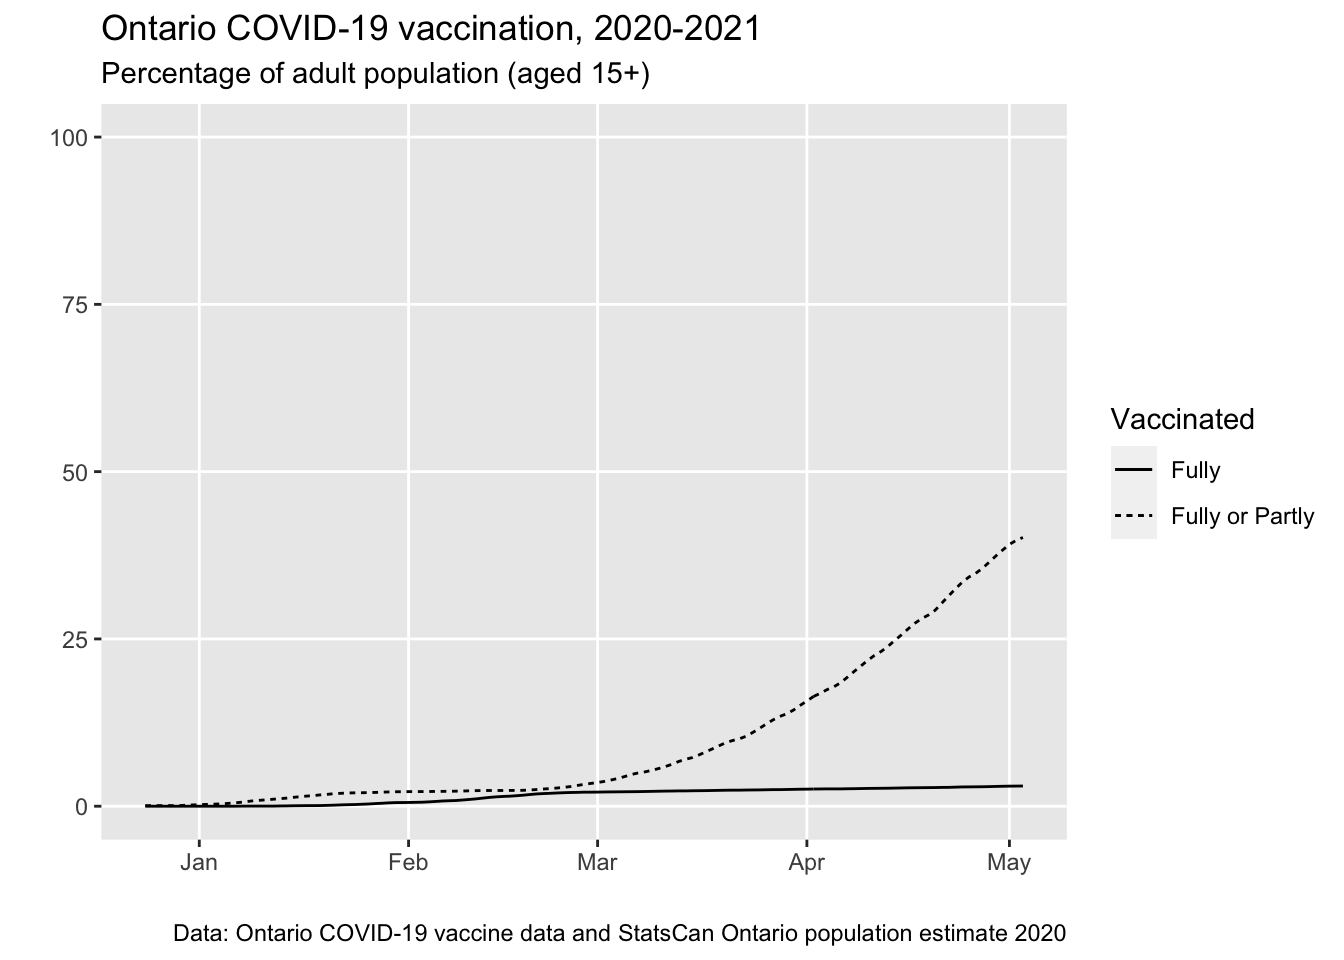 Ontario COVID-19 vaccination, 2020-2021
Percentage of adult population (aged 15+)
100
75
50
25
0
Jan Feb Mar Apr May
Vaccinated
Fully
Fully or Partly
Data: Ontario COVID-19 vaccine data and StatsCan Ontario population estimate 2020